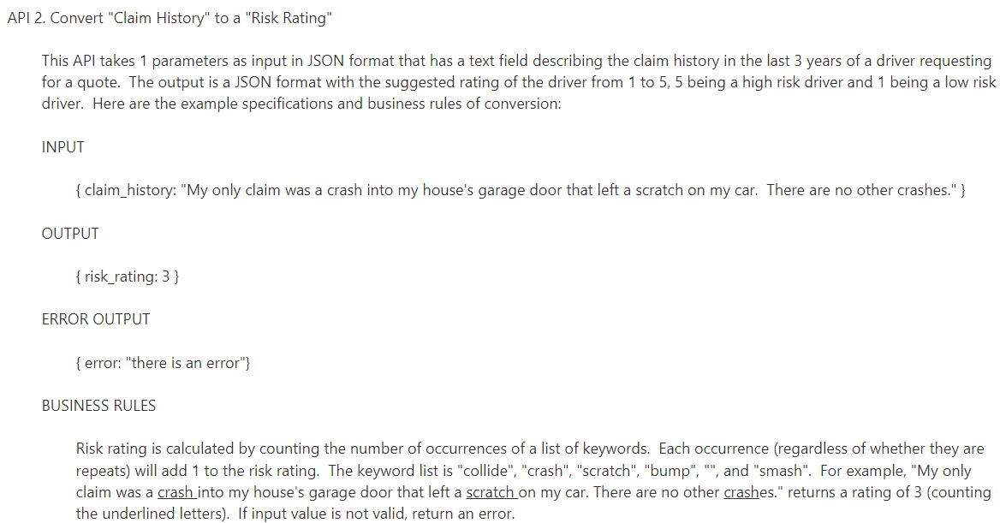 API 2. Convert "Claim History" to a "Risk Rating"
This API takes 1 parameters as input in JSON format that has a text field describing the claim history in the last 3 years of a driver requesting
for a quote.  The output is a JSON format with the suggested rating of the driver from 1 to 5, 5 being a high risk driver and 1 being a low risk
driver.  Here are the example specifications and business rules of conversion:
INPUT
{ claim_history: "My only claim was a crash into my house's garage door that left a scratch on my car.  There are no other crashes." }
OUTPUT
{ risk_rating: 3 }
ERROR OUTPUT
{ error: "there is an error"}
BUSINESS RULES
Risk rating is calculated by counting the number of occurrences of a list of keywords.  Each occurrence (regardless of whether they are
repeats) will add 1 to the risk rating.  The keyword list is "collide", "crash", "scratch", "bump", "", and "smash".  For example, "My only
claim was a crash into my house's garage door that left a scratch on my car. There are no other crashes." returns a rating of 3 (counting
the underlined letters).  If input value is not valid, return an error.